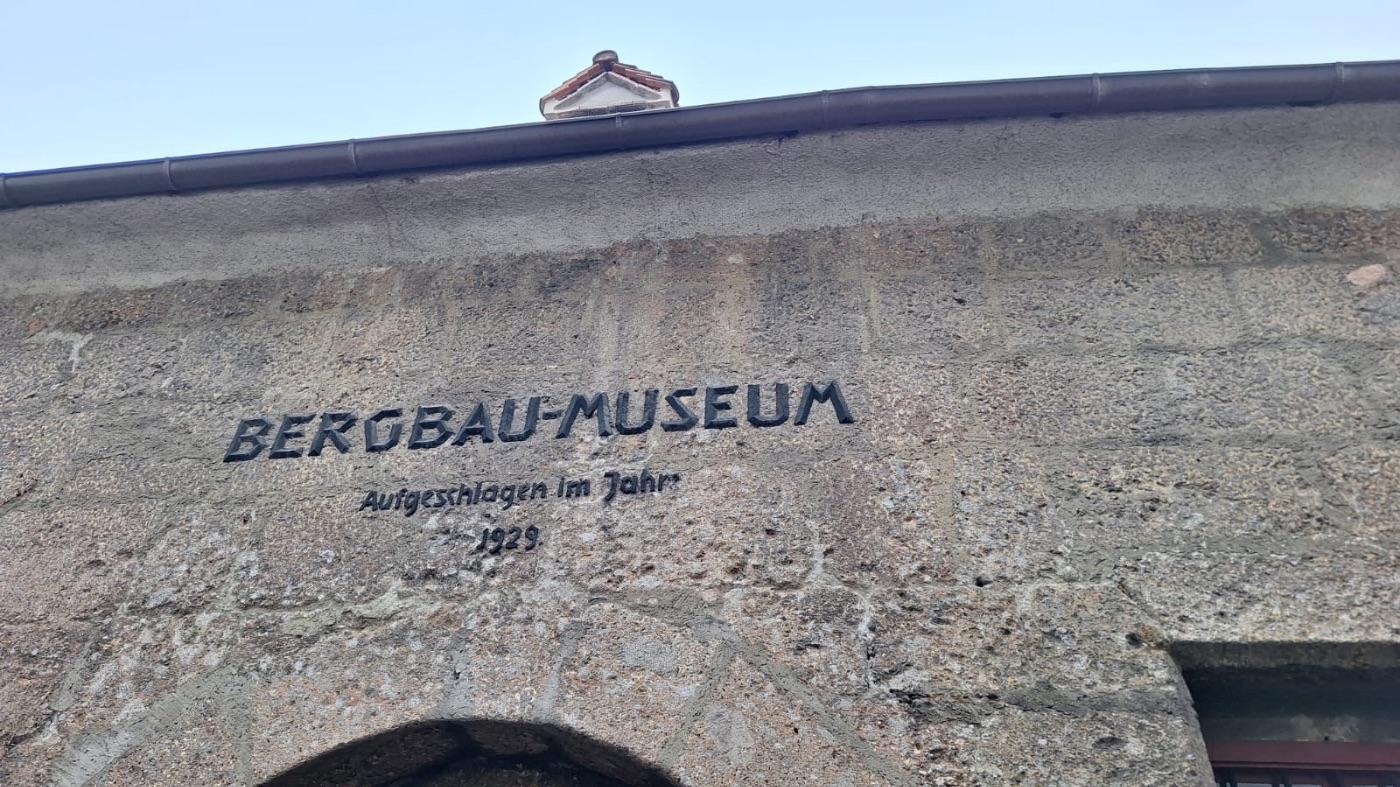 BERGBAU-MUSEUM
Aufgeschlagen im Jahr:
1929.